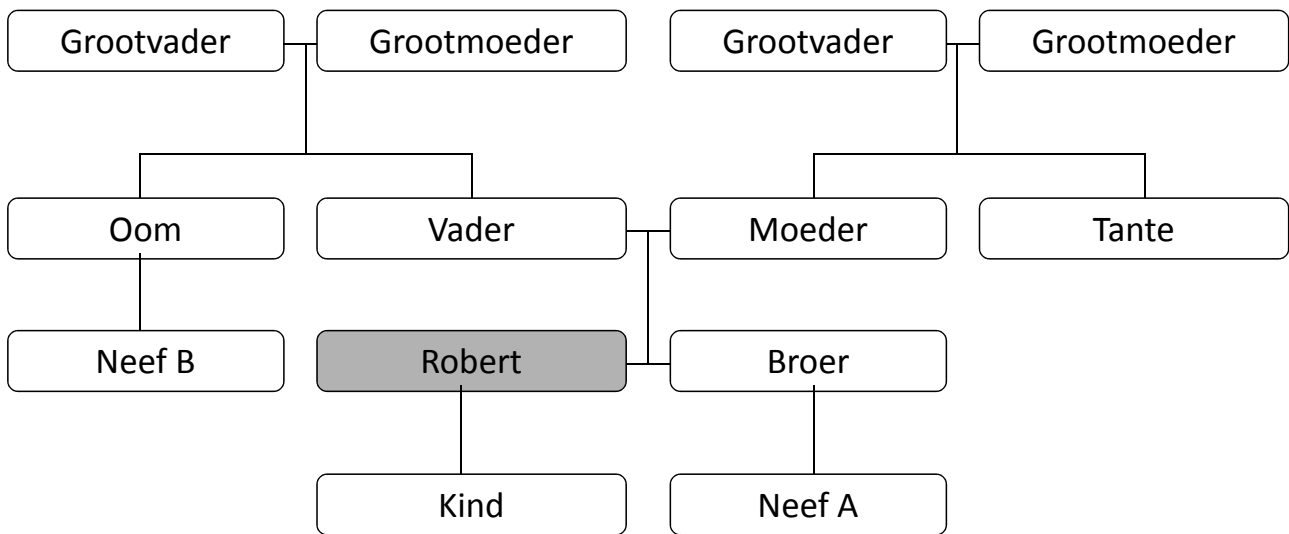 Grootvader
Grootmoeder
Grootvader
Grootmoeder
Oom
Vader
Moeder
Tante
Neef B
Robert
Broer
Kind
Neef A